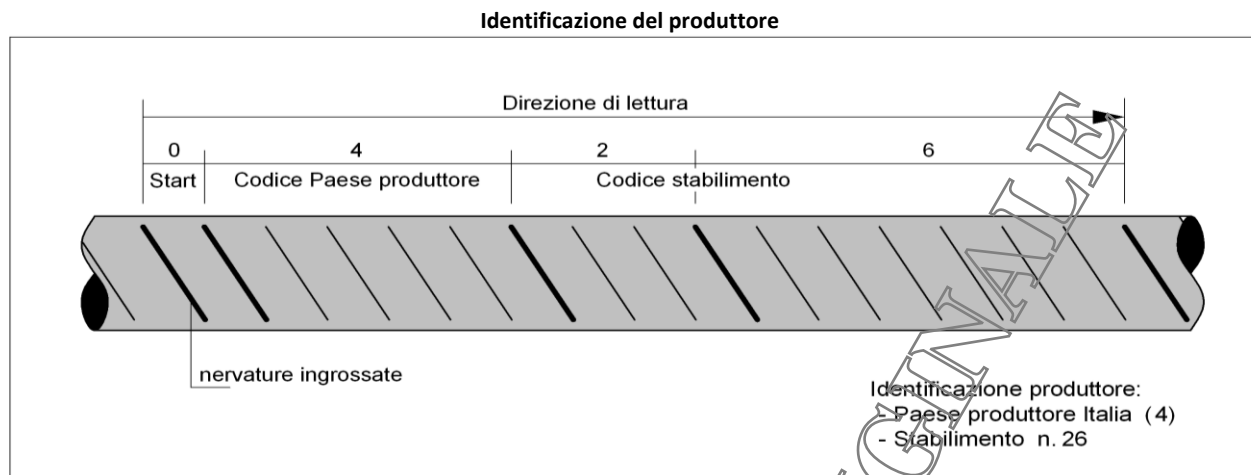 Identificazione del produttore
Direzione di lettura
0 4 2 6
Start Codice Paese produttore Codice stabilimento
nervature ingrossate
Identificazione produttore:
- Paese produttore Italia (4)
- Stabilimento n. 26
GINALE